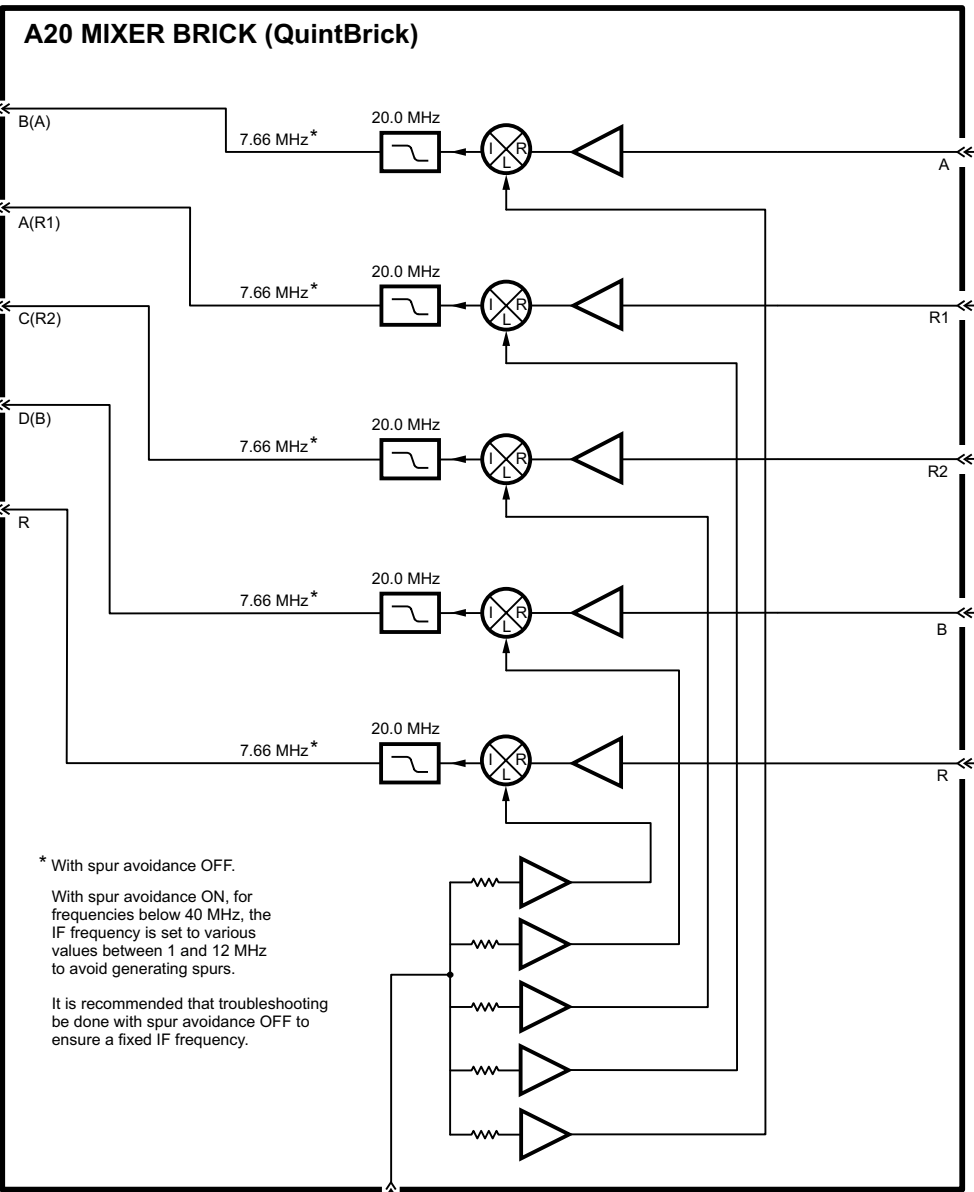 A20 MIXER BRICK (QuintBrick)
B(A)
7.66 MHz*
20.0 MHz
I R
L
A
A(R1)
7.66 MHz*
20.0 MHz
I R
L
R1
C(R2)
7.66 MHz*
20.0 MHz
I R
L
R2
D(B)
7.66 MHz*
20.0 MHz
I R
L
B
R
7.66 MHz*
20.0 MHz
I R
L
R
* With spur avoidance OFF.
With spur avoidance ON, for
frequencies below 40 MHz, the
IF frequency is set to various
values between 1 and 12 MHz
to avoid generating spurs.
It is recommended that troubleshooting
be done with spur avoidance OFF to
ensure a fixed IF frequency.